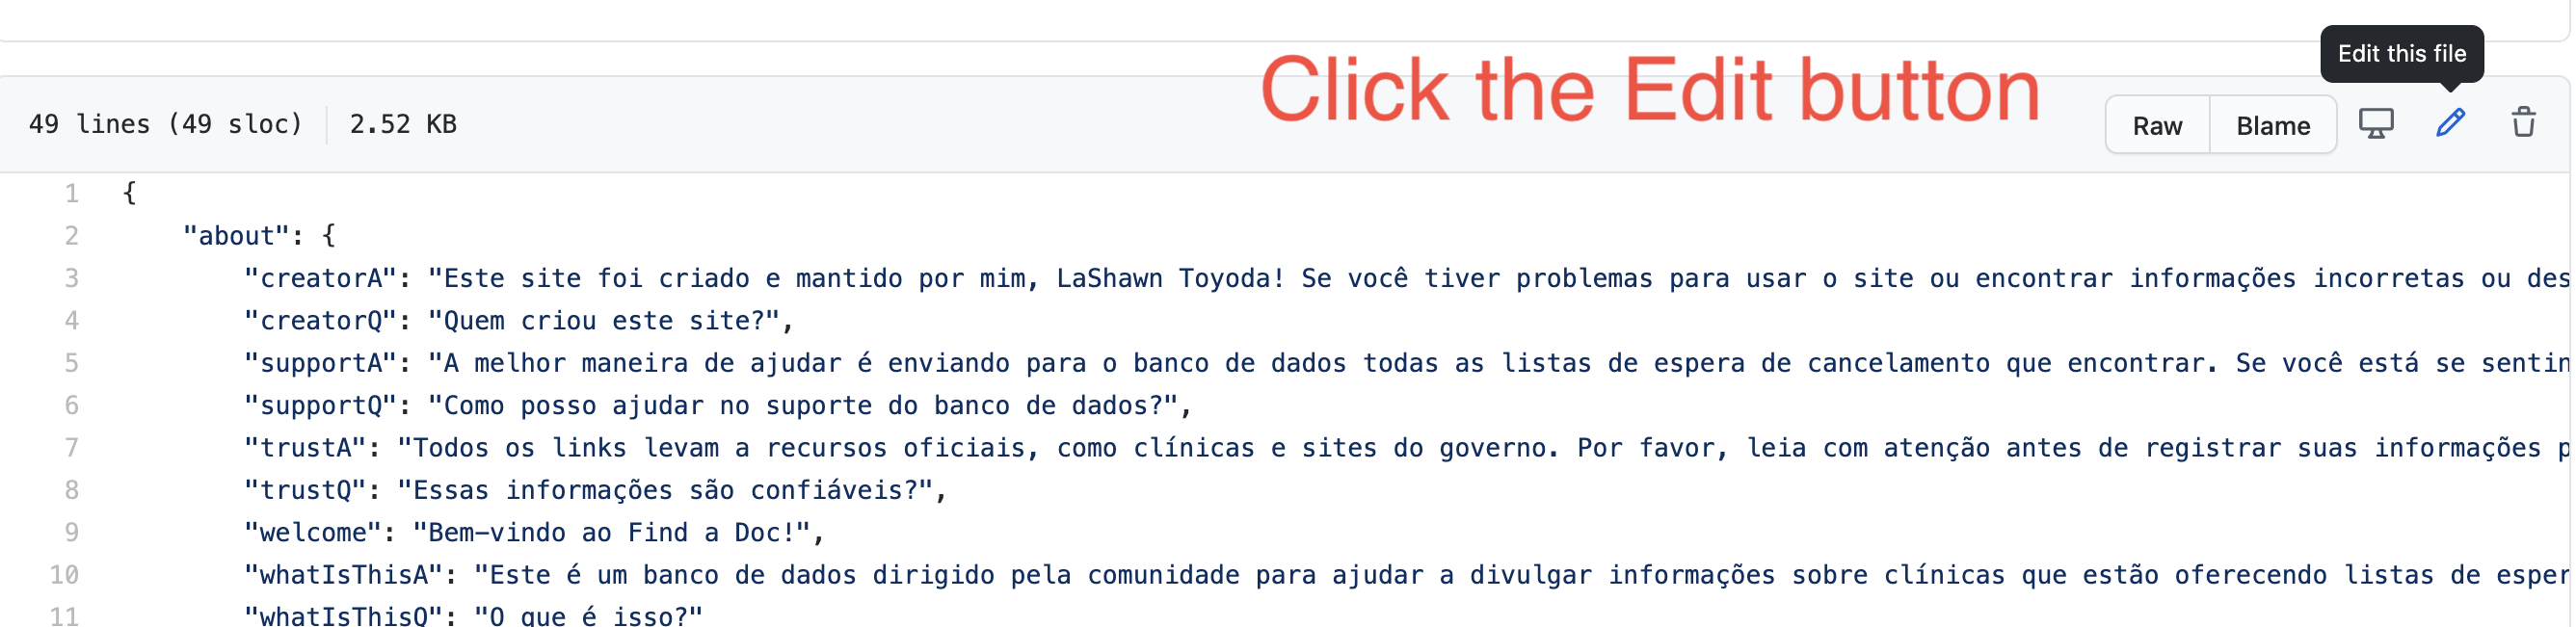 Edit this file
Click the Edit button
49 lines (49 sloc) 2.52 KB Raw Blame
1 {
2 "about": {
3 "creatorA": "Este site foi criado e mantido por mim, LaShawn Toyoda! Se você tiver problemas para usar o site ou encontrar informações incorretas ou des
4 "creatorQ": "Quem criou este site?",
5 "supportA": "A melhor maneira de ajudar é enviando para o banco de dados todas as listas de espera de cancelamento que encontrar. Se você está se sentin
6 "supportQ": "Como posso ajudar no suporte do banco de dados?",
7 "trustA": "Todos os links levam a recursos oficiais, como clínicas e sites do governo. Por favor, leia com atenção antes de registrar suas informações p
8 "trustQ": "Essas informações são confiáveis?",
9 "welcome": "Bem-vindo ao Find a Doc!",
10 "whatIsThisA": "Este é um banco de dados dirigido pela comunidade para ajudar a divulgar informações sobre clínicas que estão oferecendo listas de esper
11 "whatIsThisQ": "O que é isso?"